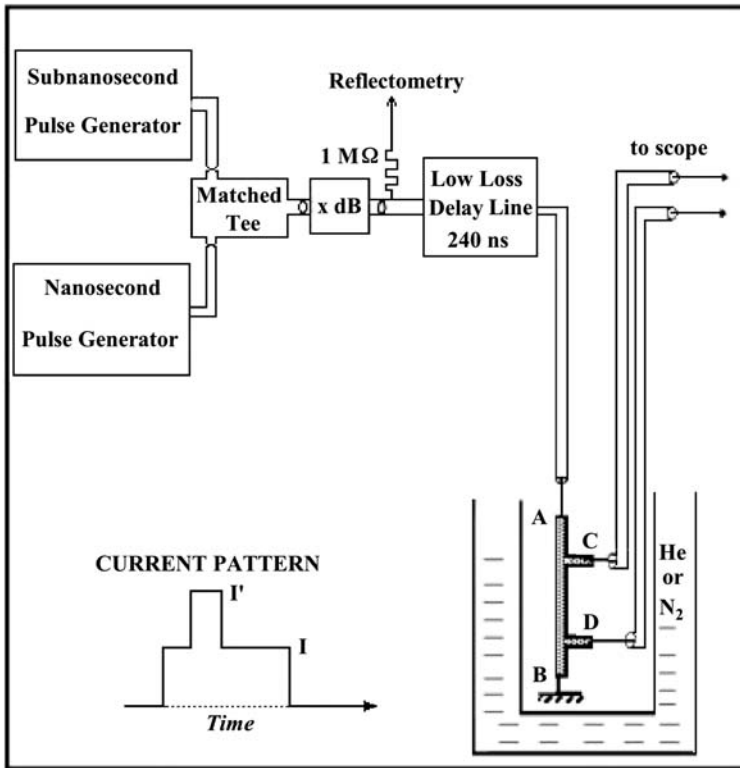 Subnanosecond
Pulse Generator
Matched
Tee
Nanosecond
Pulse Generator
x dB
Reflectometry
1 MΩ
Low Loss
Delay Line
240 ns
to scope
A
C
D
B
He
or
N₂
CURRENT PATTERN
I'
I
Time